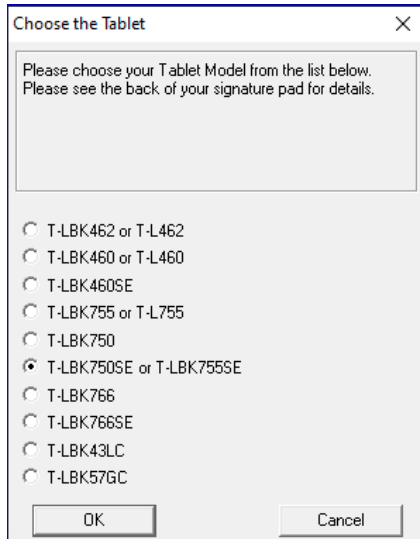 Choose the Tablet
Please choose your Tablet Model from the list below.
Please see the back of your signature pad for details.
T-LBK462 or T-L462
T-LBK460 or T-L460
T-LBK460SE
T-LBK755 or T-L755
T-LBK750
T-LBK750SE or T-LBK755SE
T-LBK766
T-LBK766SE
T-LBK43LC
T-LBK57GC
OK Cancel